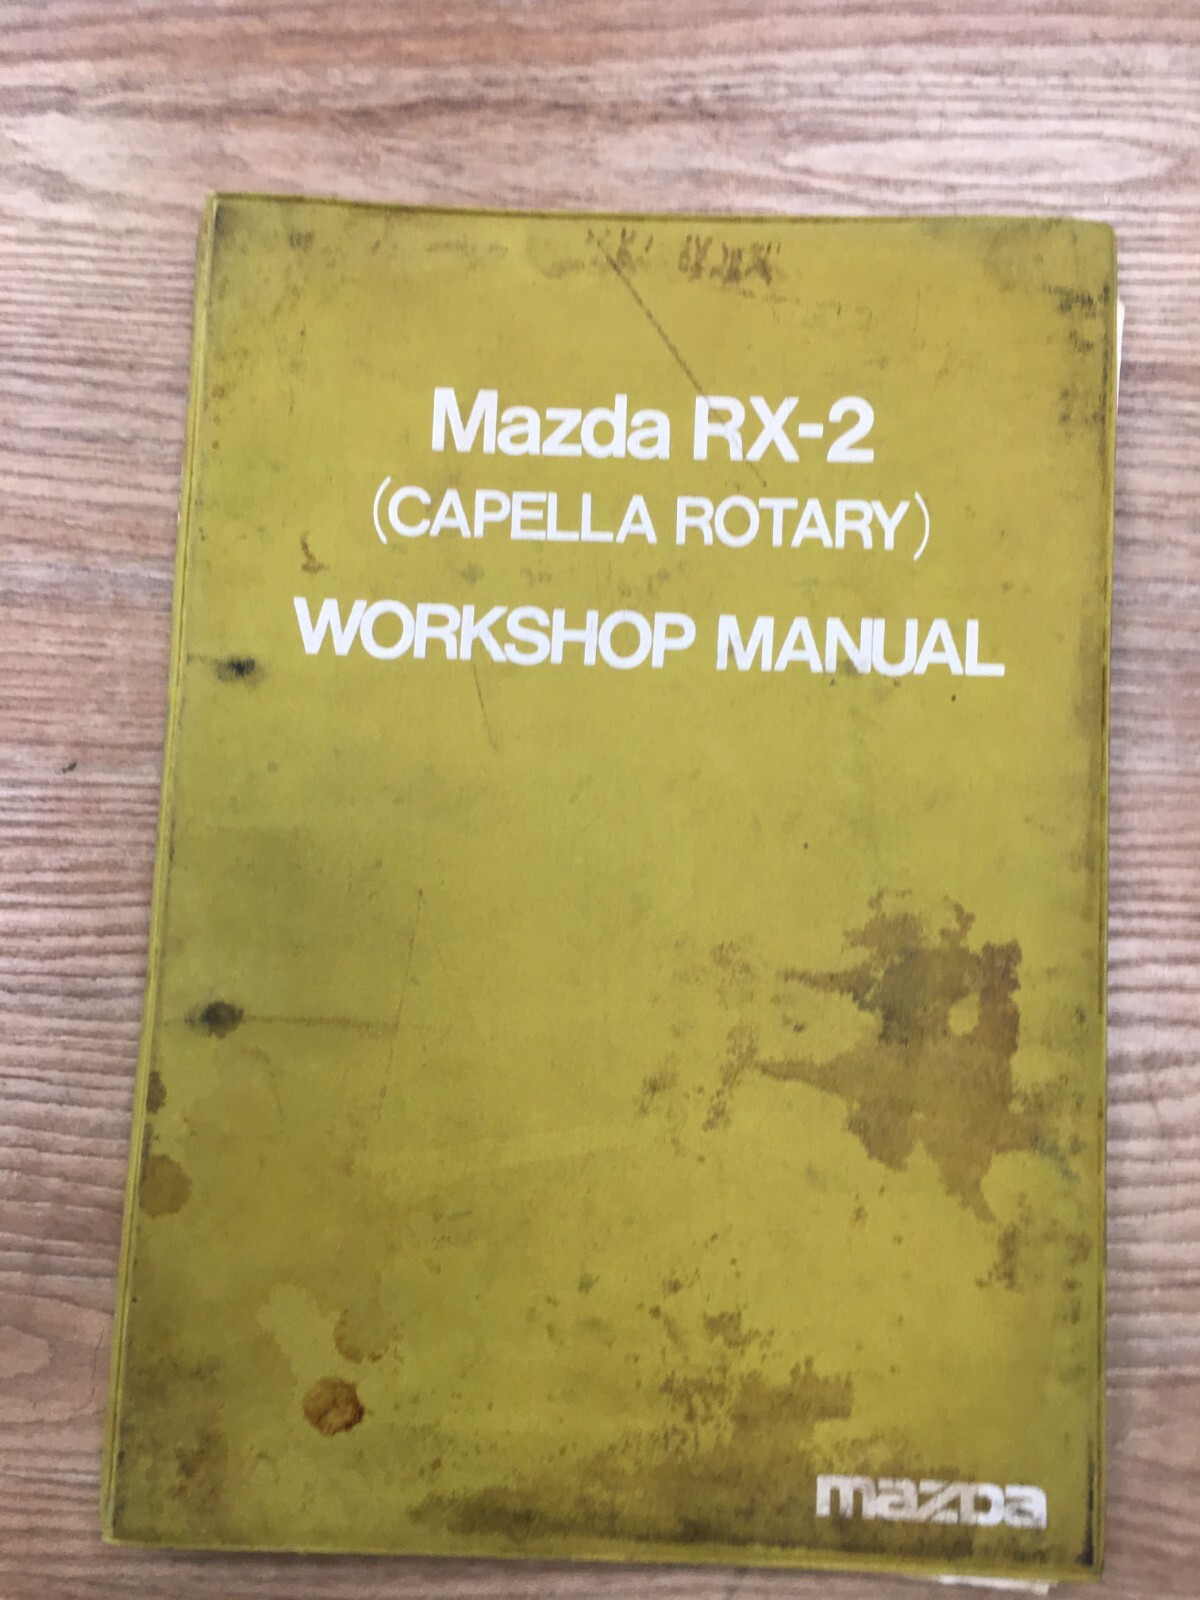 Mazda RX-2
(CAPELLA ROTARY)
WORKSHOP MANUAL
mazda